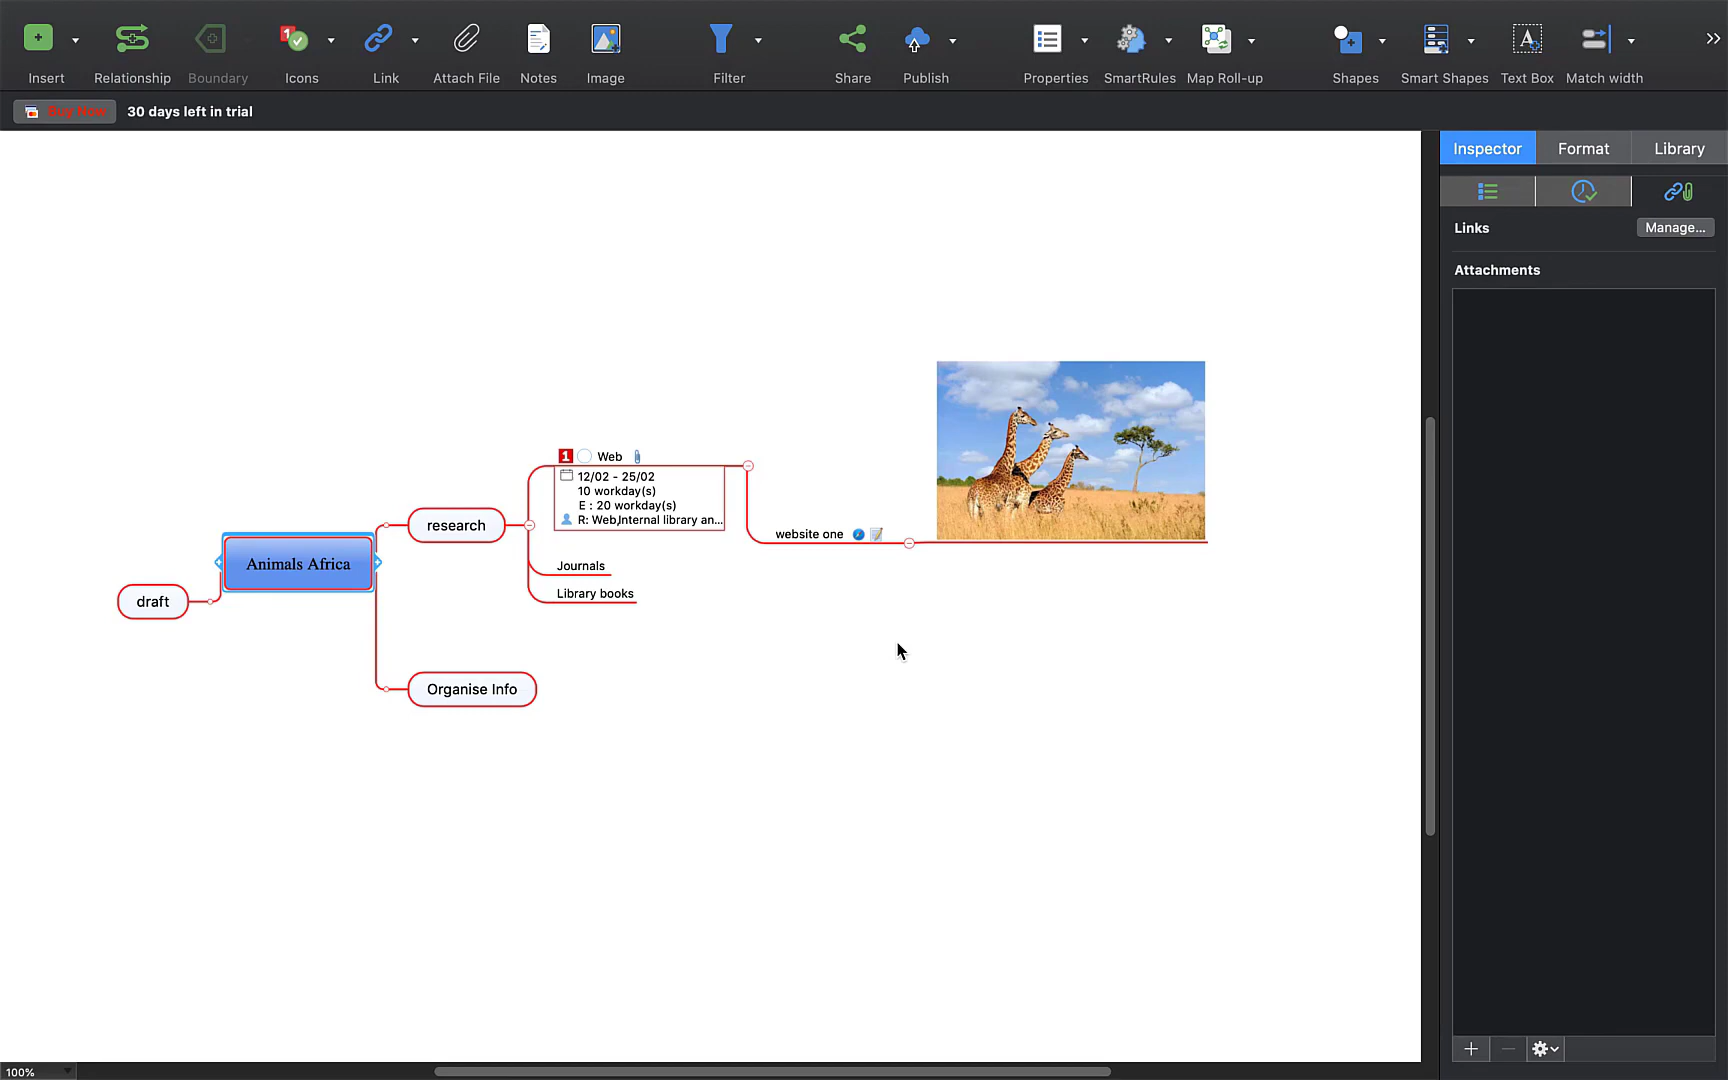 Insert
Relationship
Boundary
Icons
Link
Attach File
Notes
Image
Filter
Share
Publish
Properties
SmartRules
Map Roll-up
Shapes
Smart Shapes
Text Box
Match width
Buy Now
30 days left in trial
Inspector
Format
Library
Links
Manage...
Attachments
1 Web
12/02 - 25/02
10 workday(s)
E : 20 workday(s)
R: Web,Internal library an...
research
website one
Animals Africa
Journals
Library books
draft
Organise Info
100%